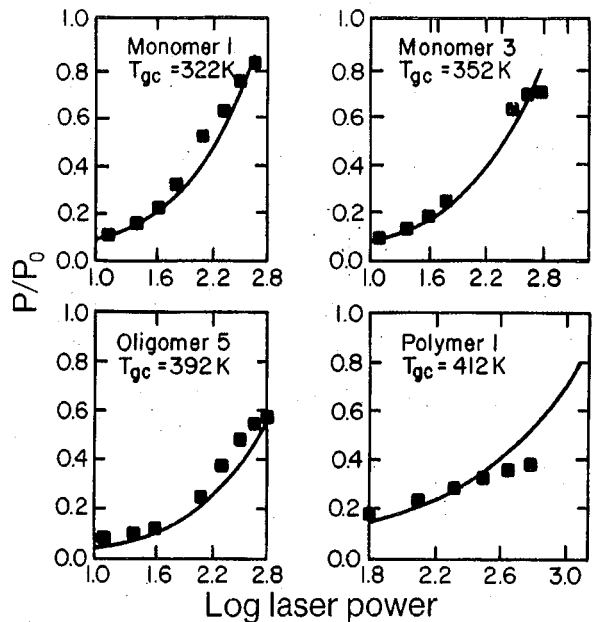 1.0
0.8
0.6
0.4
0.2
0.0
Monomer 1
Tgc =322K
1.0 1.6 2.2 2.8
1.0
0.8
0.6
0.4
0.2
0.0
Monomer 3
Tgc =352K
1.0 1.6 2.2 2.8
P/P0
1.0
0.8
0.6
0.4
0.2
0.0
Oligomer 5
Tgc =392K
1.0 1.6 2.2 2.8
1.0
0.8
0.6
0.4
0.2
0.0
Polymer 1
Tgc =412K
1.8 2.2 2.6 3.0
Log laser power